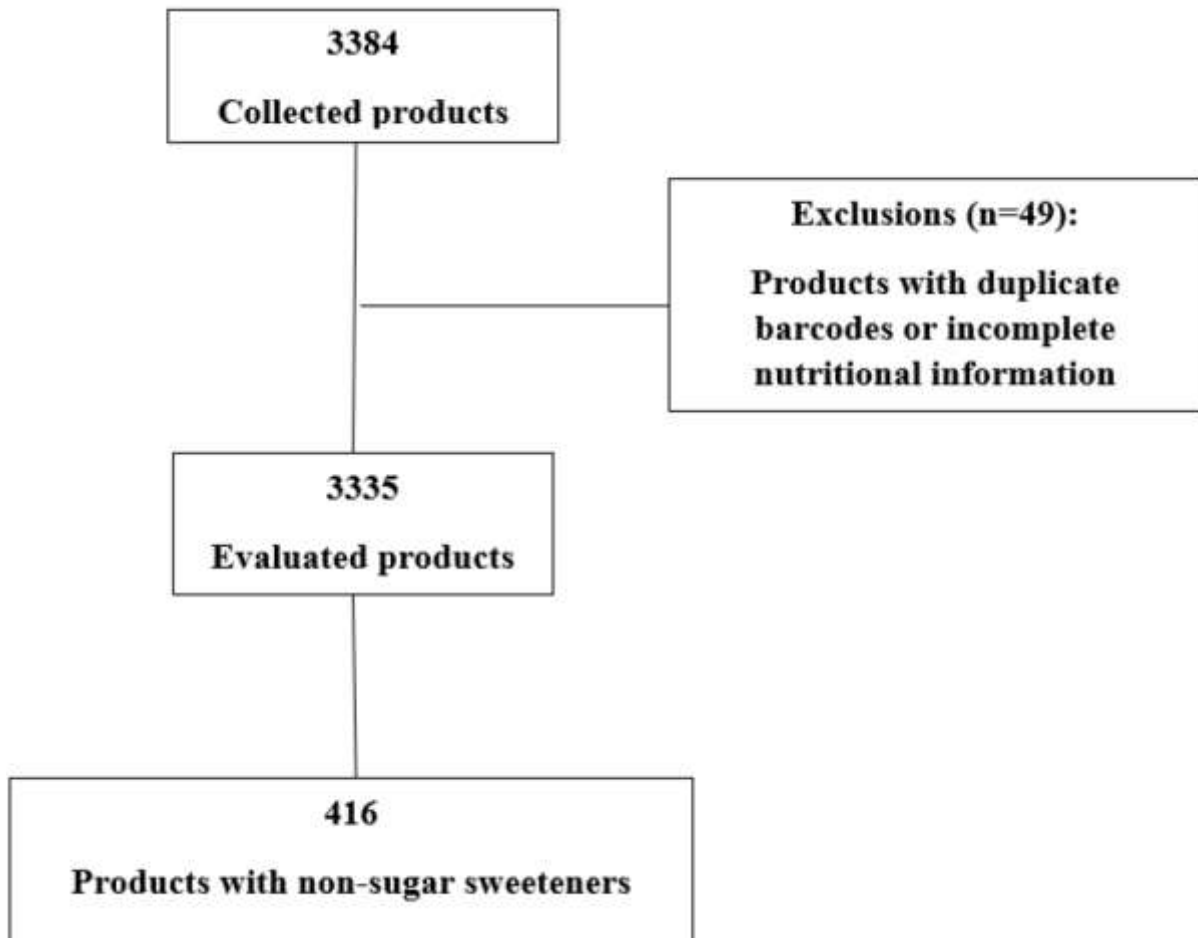 3384
Collected products
Exclusions (n=49):
Products with duplicate
barcodes or incomplete
nutritional information
3335
Evaluated products
416
Products with non-sugar sweeteners